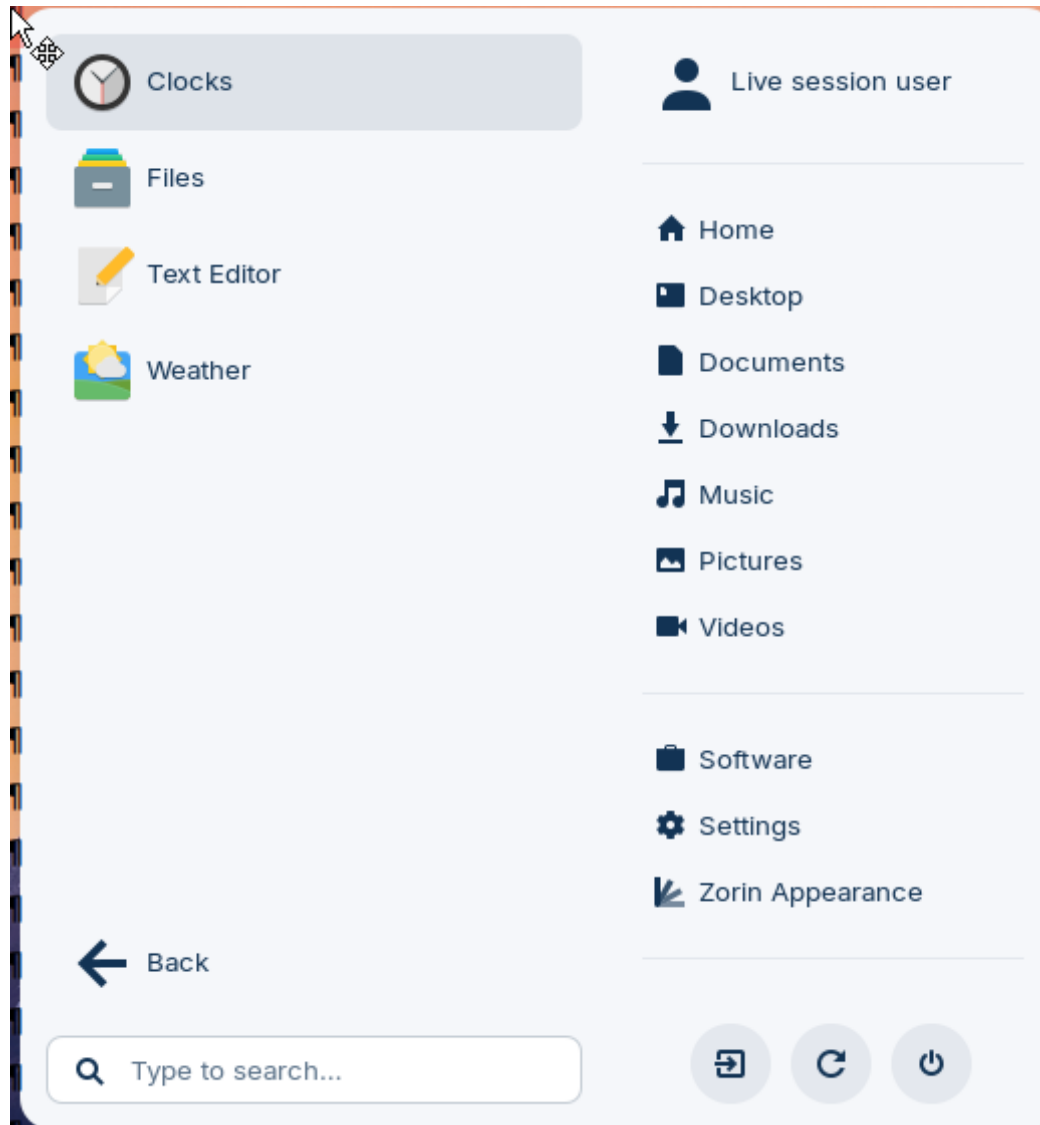 Clocks
Files
Text Editor
Weather
Back
Type to search...
Live session user
Home
Desktop
Documents
Downloads
Music
Pictures
Videos
Software
Settings
Zorin Appearance